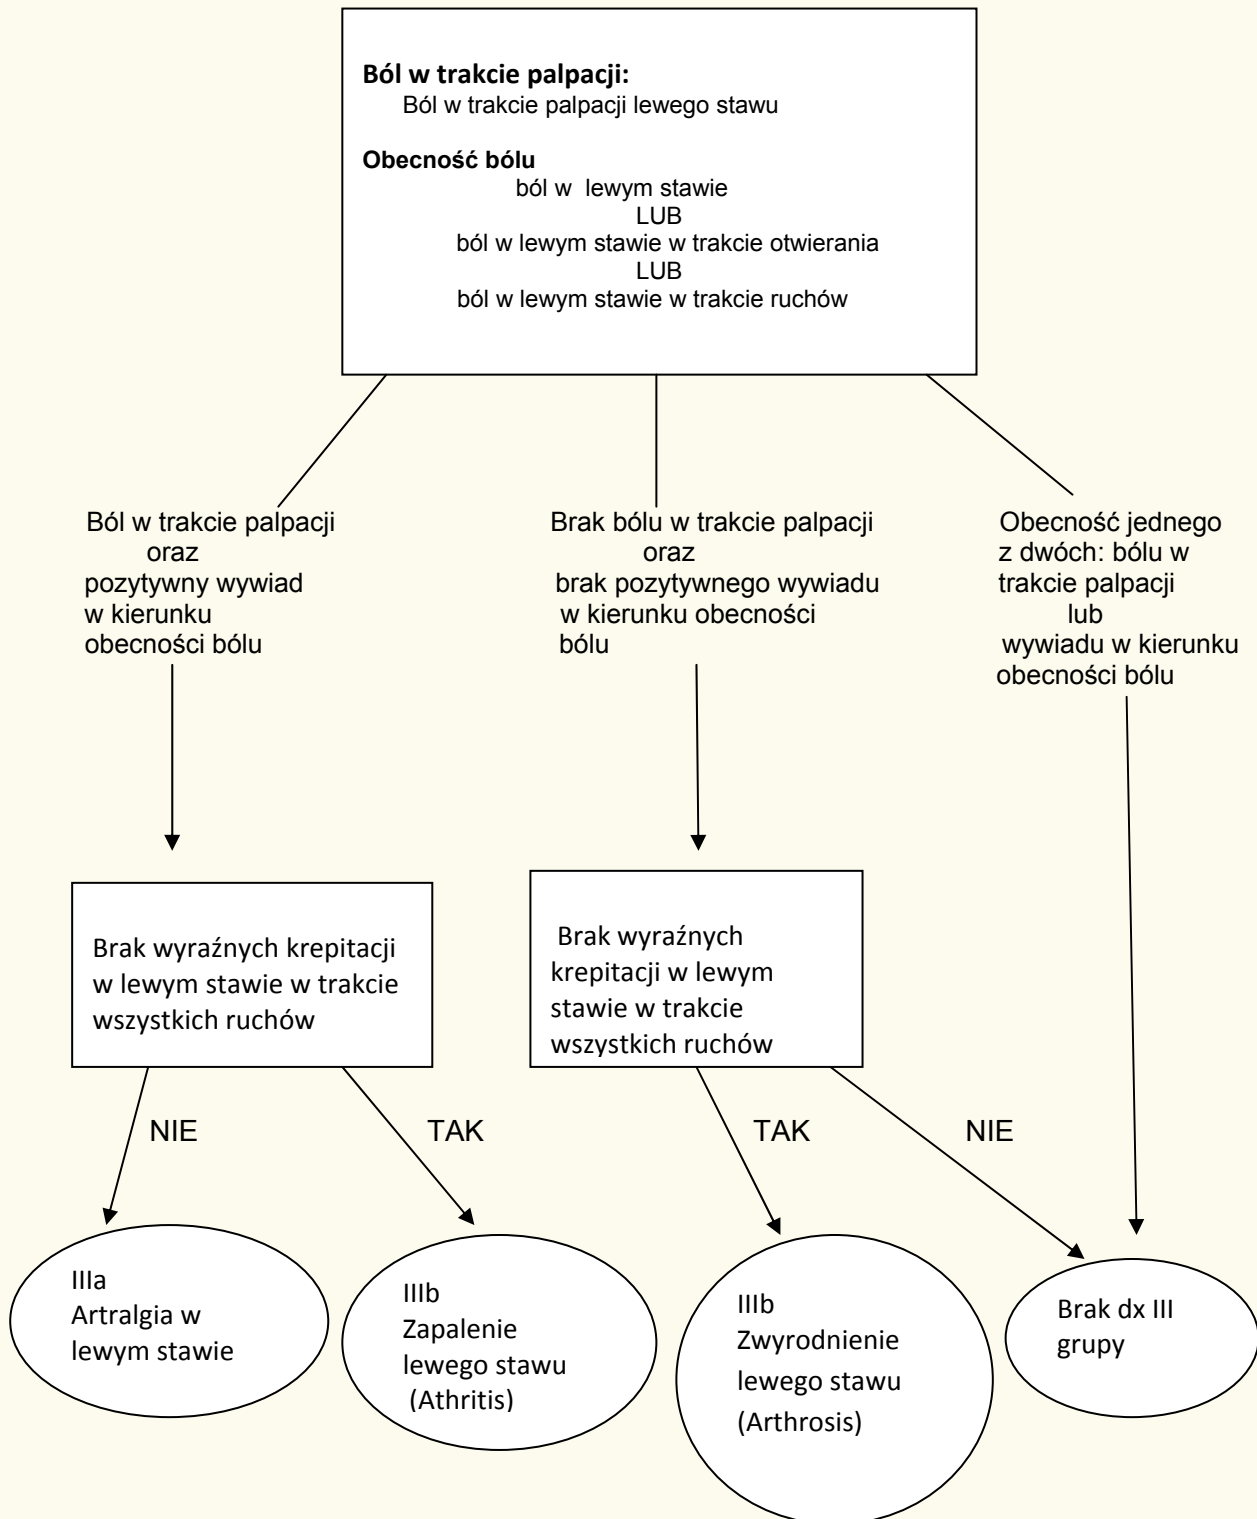 Ból w trakcie palpacji:
Ból w trakcie palpacji lewego stawu
Obecność bólu
ból w lewym stawie
LUB
ból w lewym stawie w trakcie otwierania
LUB
ból w lewym stawie w trakcie ruchów
Ból w trakcie palpacji
oraz
pozytywny wywiad
w kierunku
obecności bólu
Brak bólu w trakcie palpacji
oraz
brak pozytywnego wywiadu
w kierunku obecności
bólu
Obecność jednego
z dwóch: bólu w
trakcie palpacji
lub
wywiadu w kierunku
obecności bólu
Brak wyraźnych krepitacji
w lewym stawie w trakcie
wszystkich ruchów
Brak wyraźnych
krepitacji w lewym
stawie w trakcie
wszystkich ruchów
NIE
TAK
TAK
NIE
IIIa
Artralgia w
lewym stawie
IIIb
Zapalenie
lewego stawu
(Athritis)
IIIb
Zwyrodnienie
lewego stawu
(Arthrosis)
Brak dx III
grupy